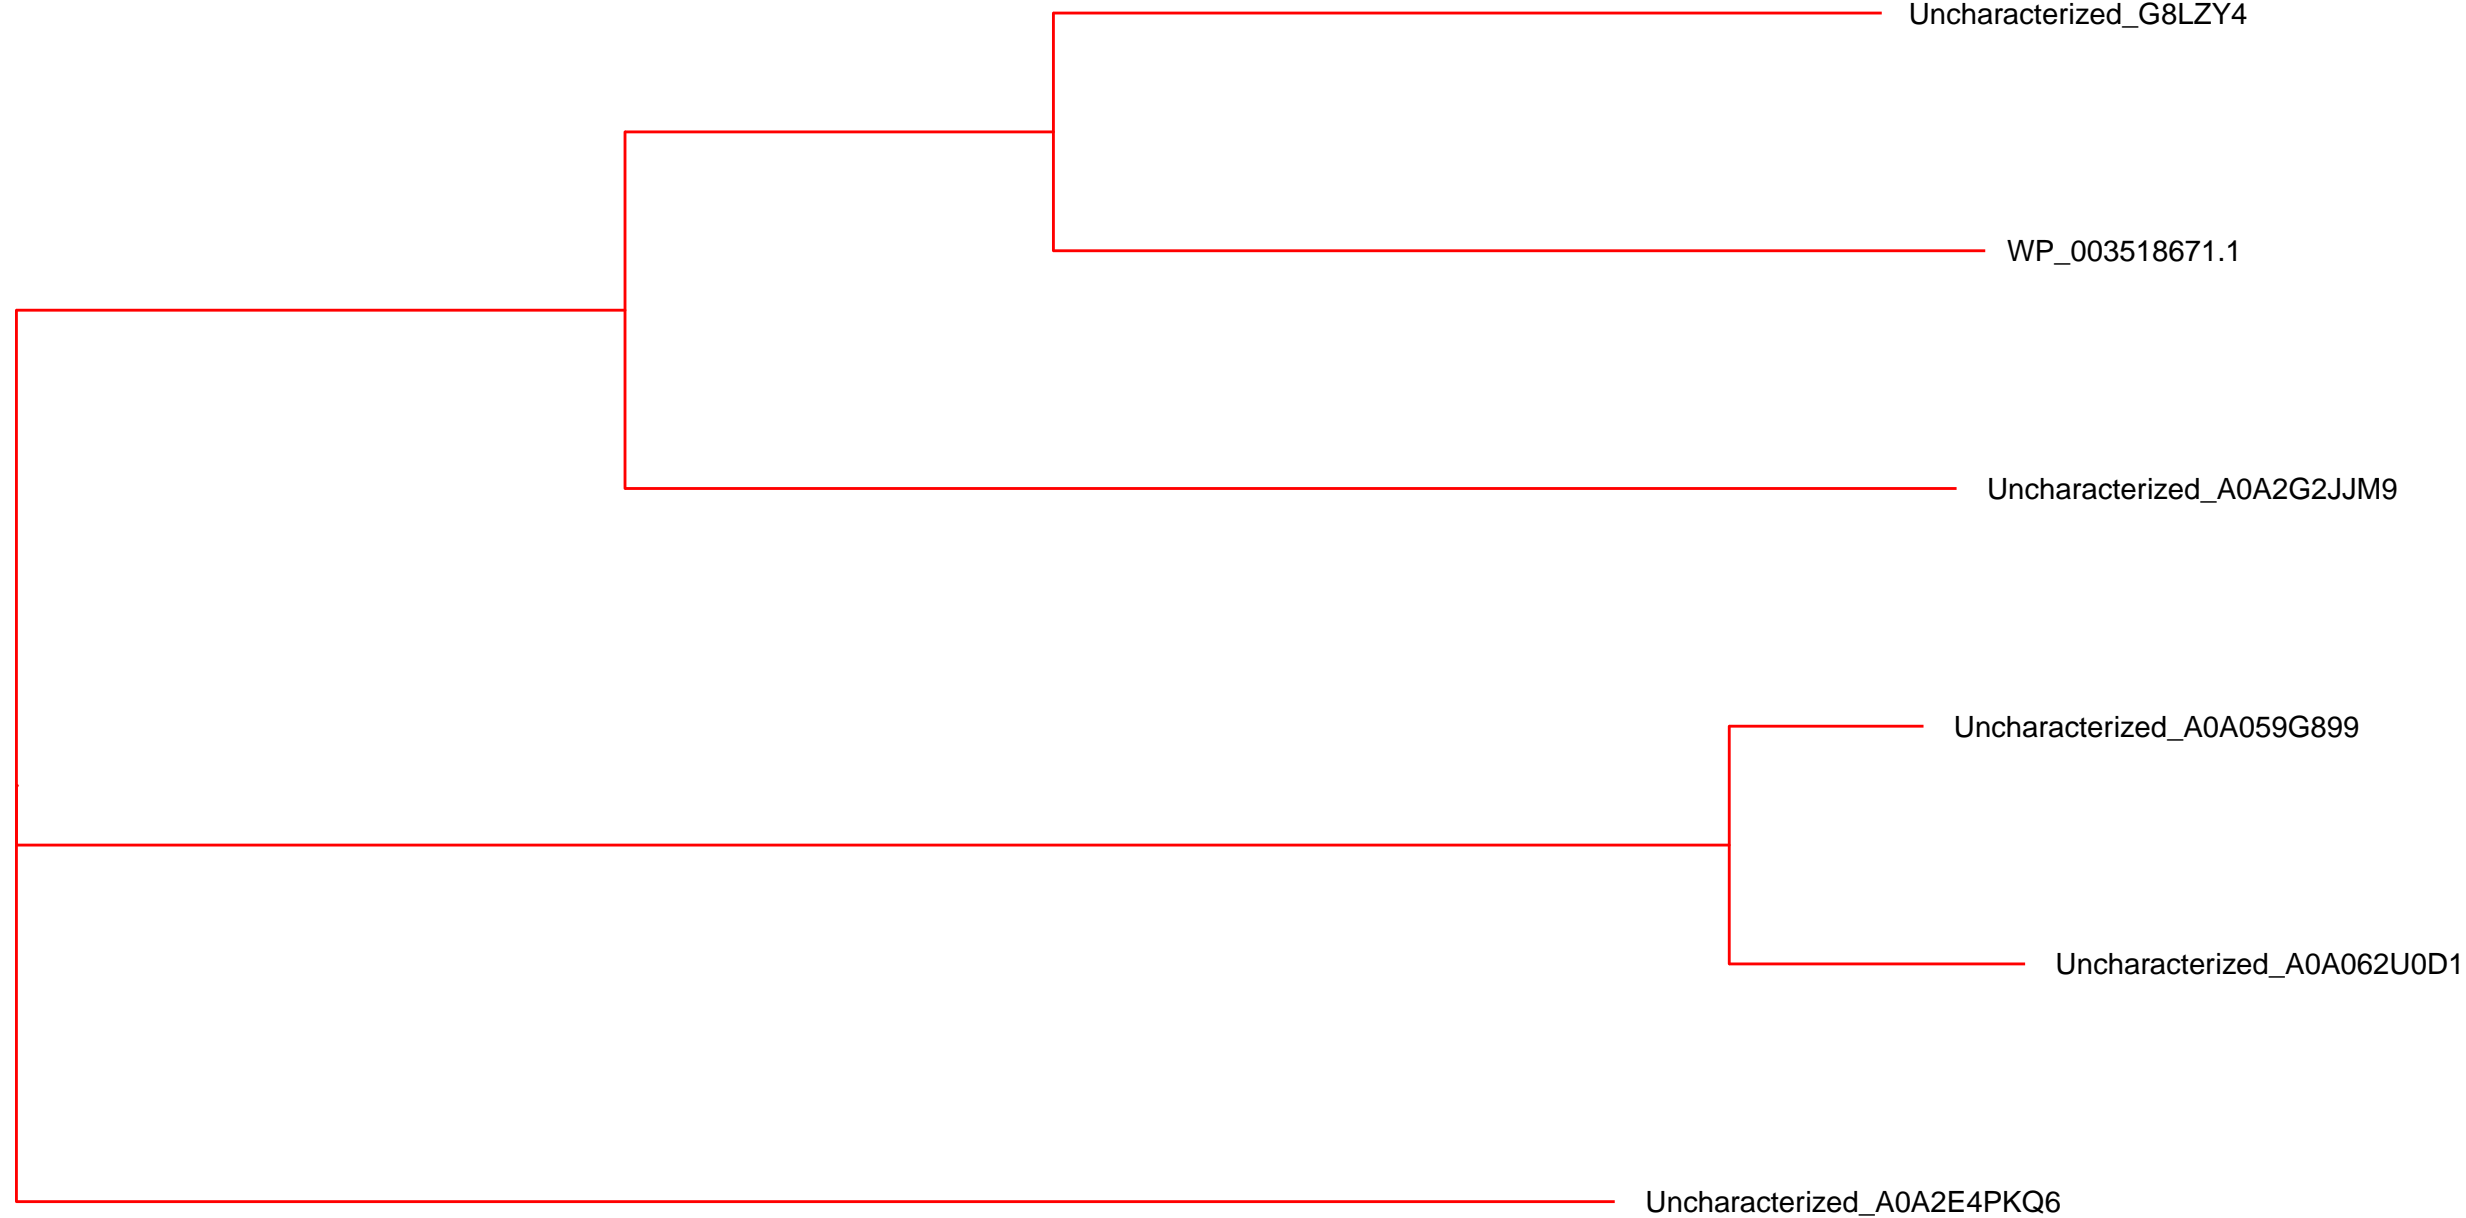 Uncharacterized_G8LZY4
WP_003518671.1
Uncharacterized_A0A2G2JJM9
Uncharacterized_A0A059G899
Uncharacterized_A0A062U0D1
Uncharacterized_A0A2E4PKQ6